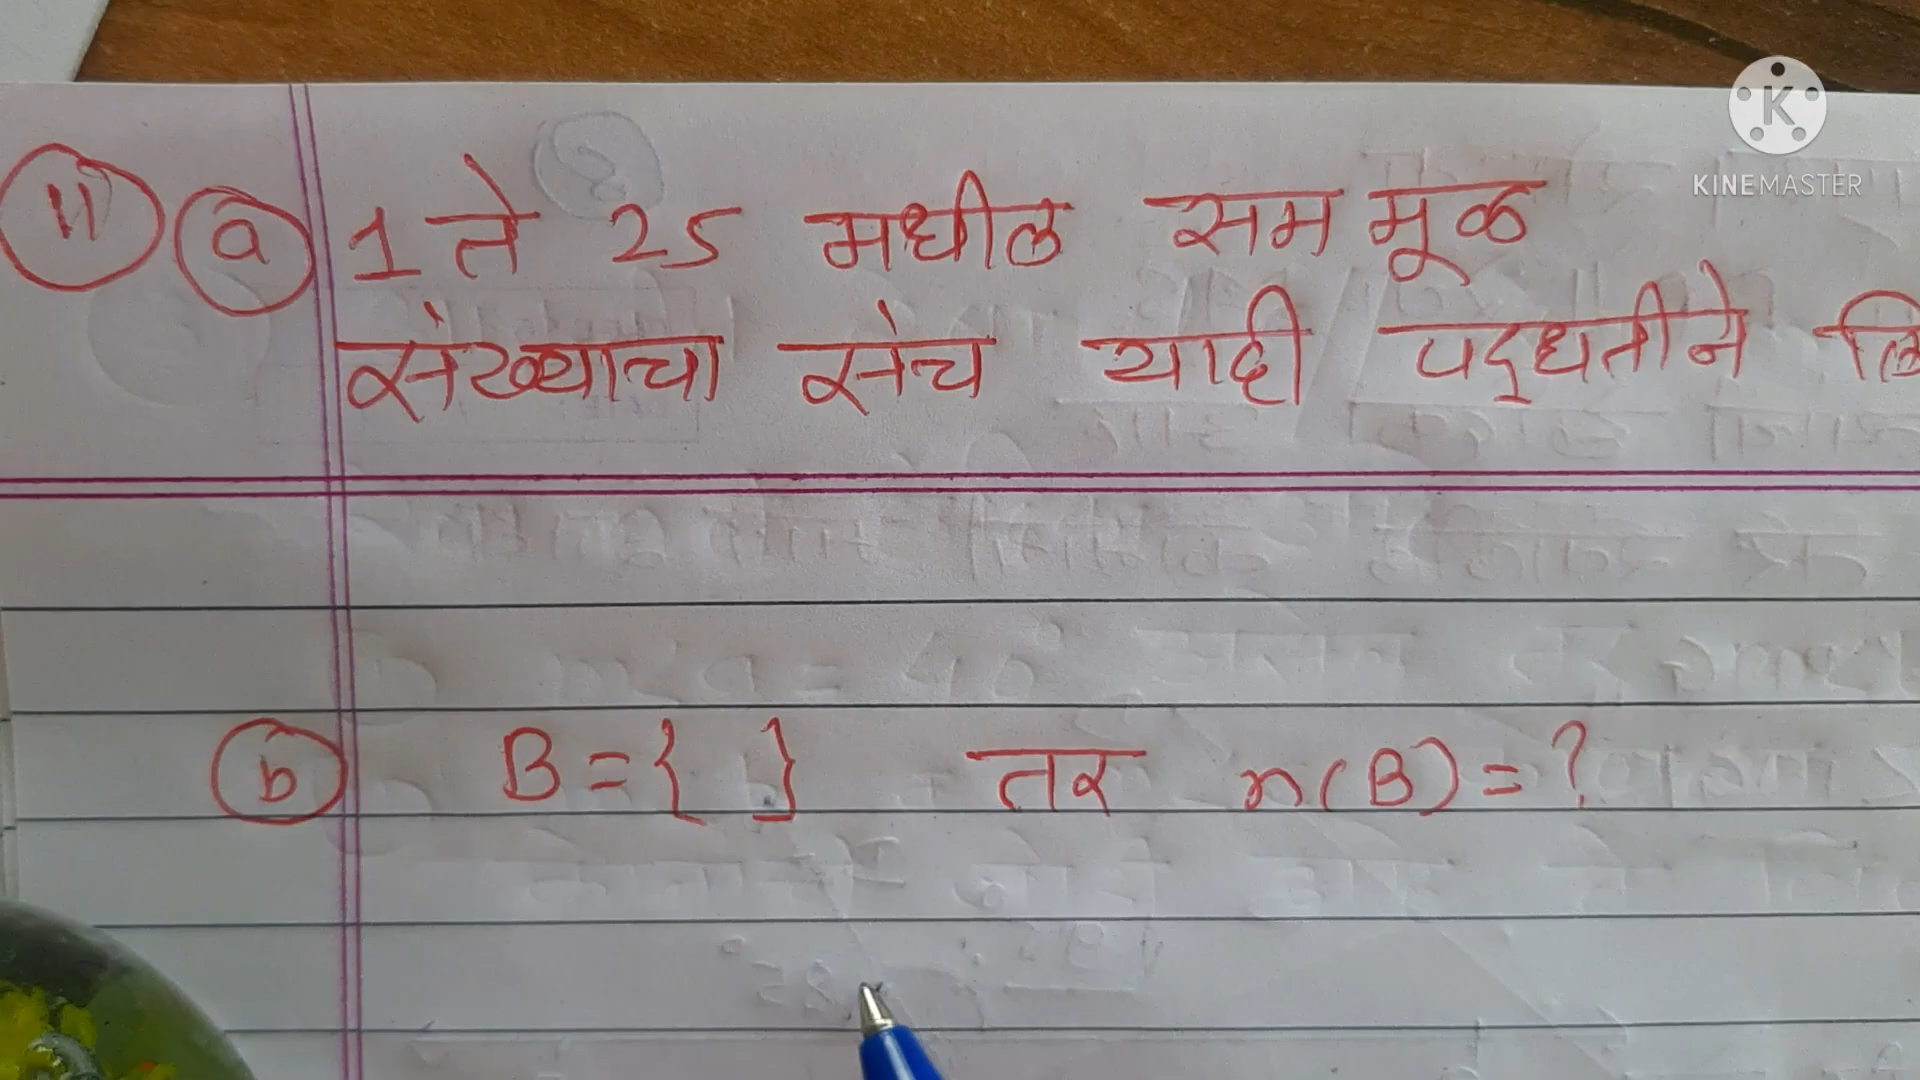 K
KINEMASTER
11 a 1 ते 25 मधील सम मूळ
संख्याचा संच यादी पद्धतीने लि
b B = { } तर n(B) = ?